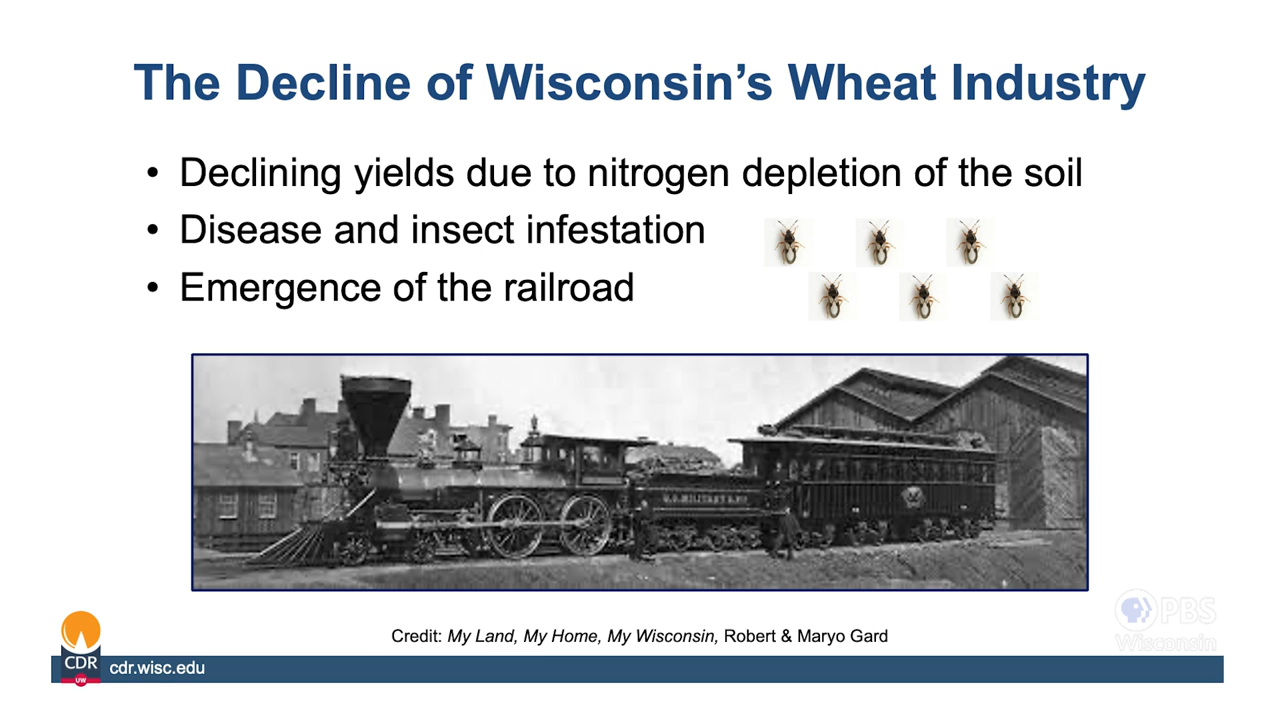 The Decline of Wisconsin's Wheat Industry
• Declining yields due to nitrogen depletion of the soil
• Disease and insect infestation
• Emergence of the railroad
U.S. MILITARY R.R.
Credit: My Land, My Home, My Wisconsin, Robert & Maryo Gard
PBS
Wisconsin
CDR
UW
cdr.wisc.edu